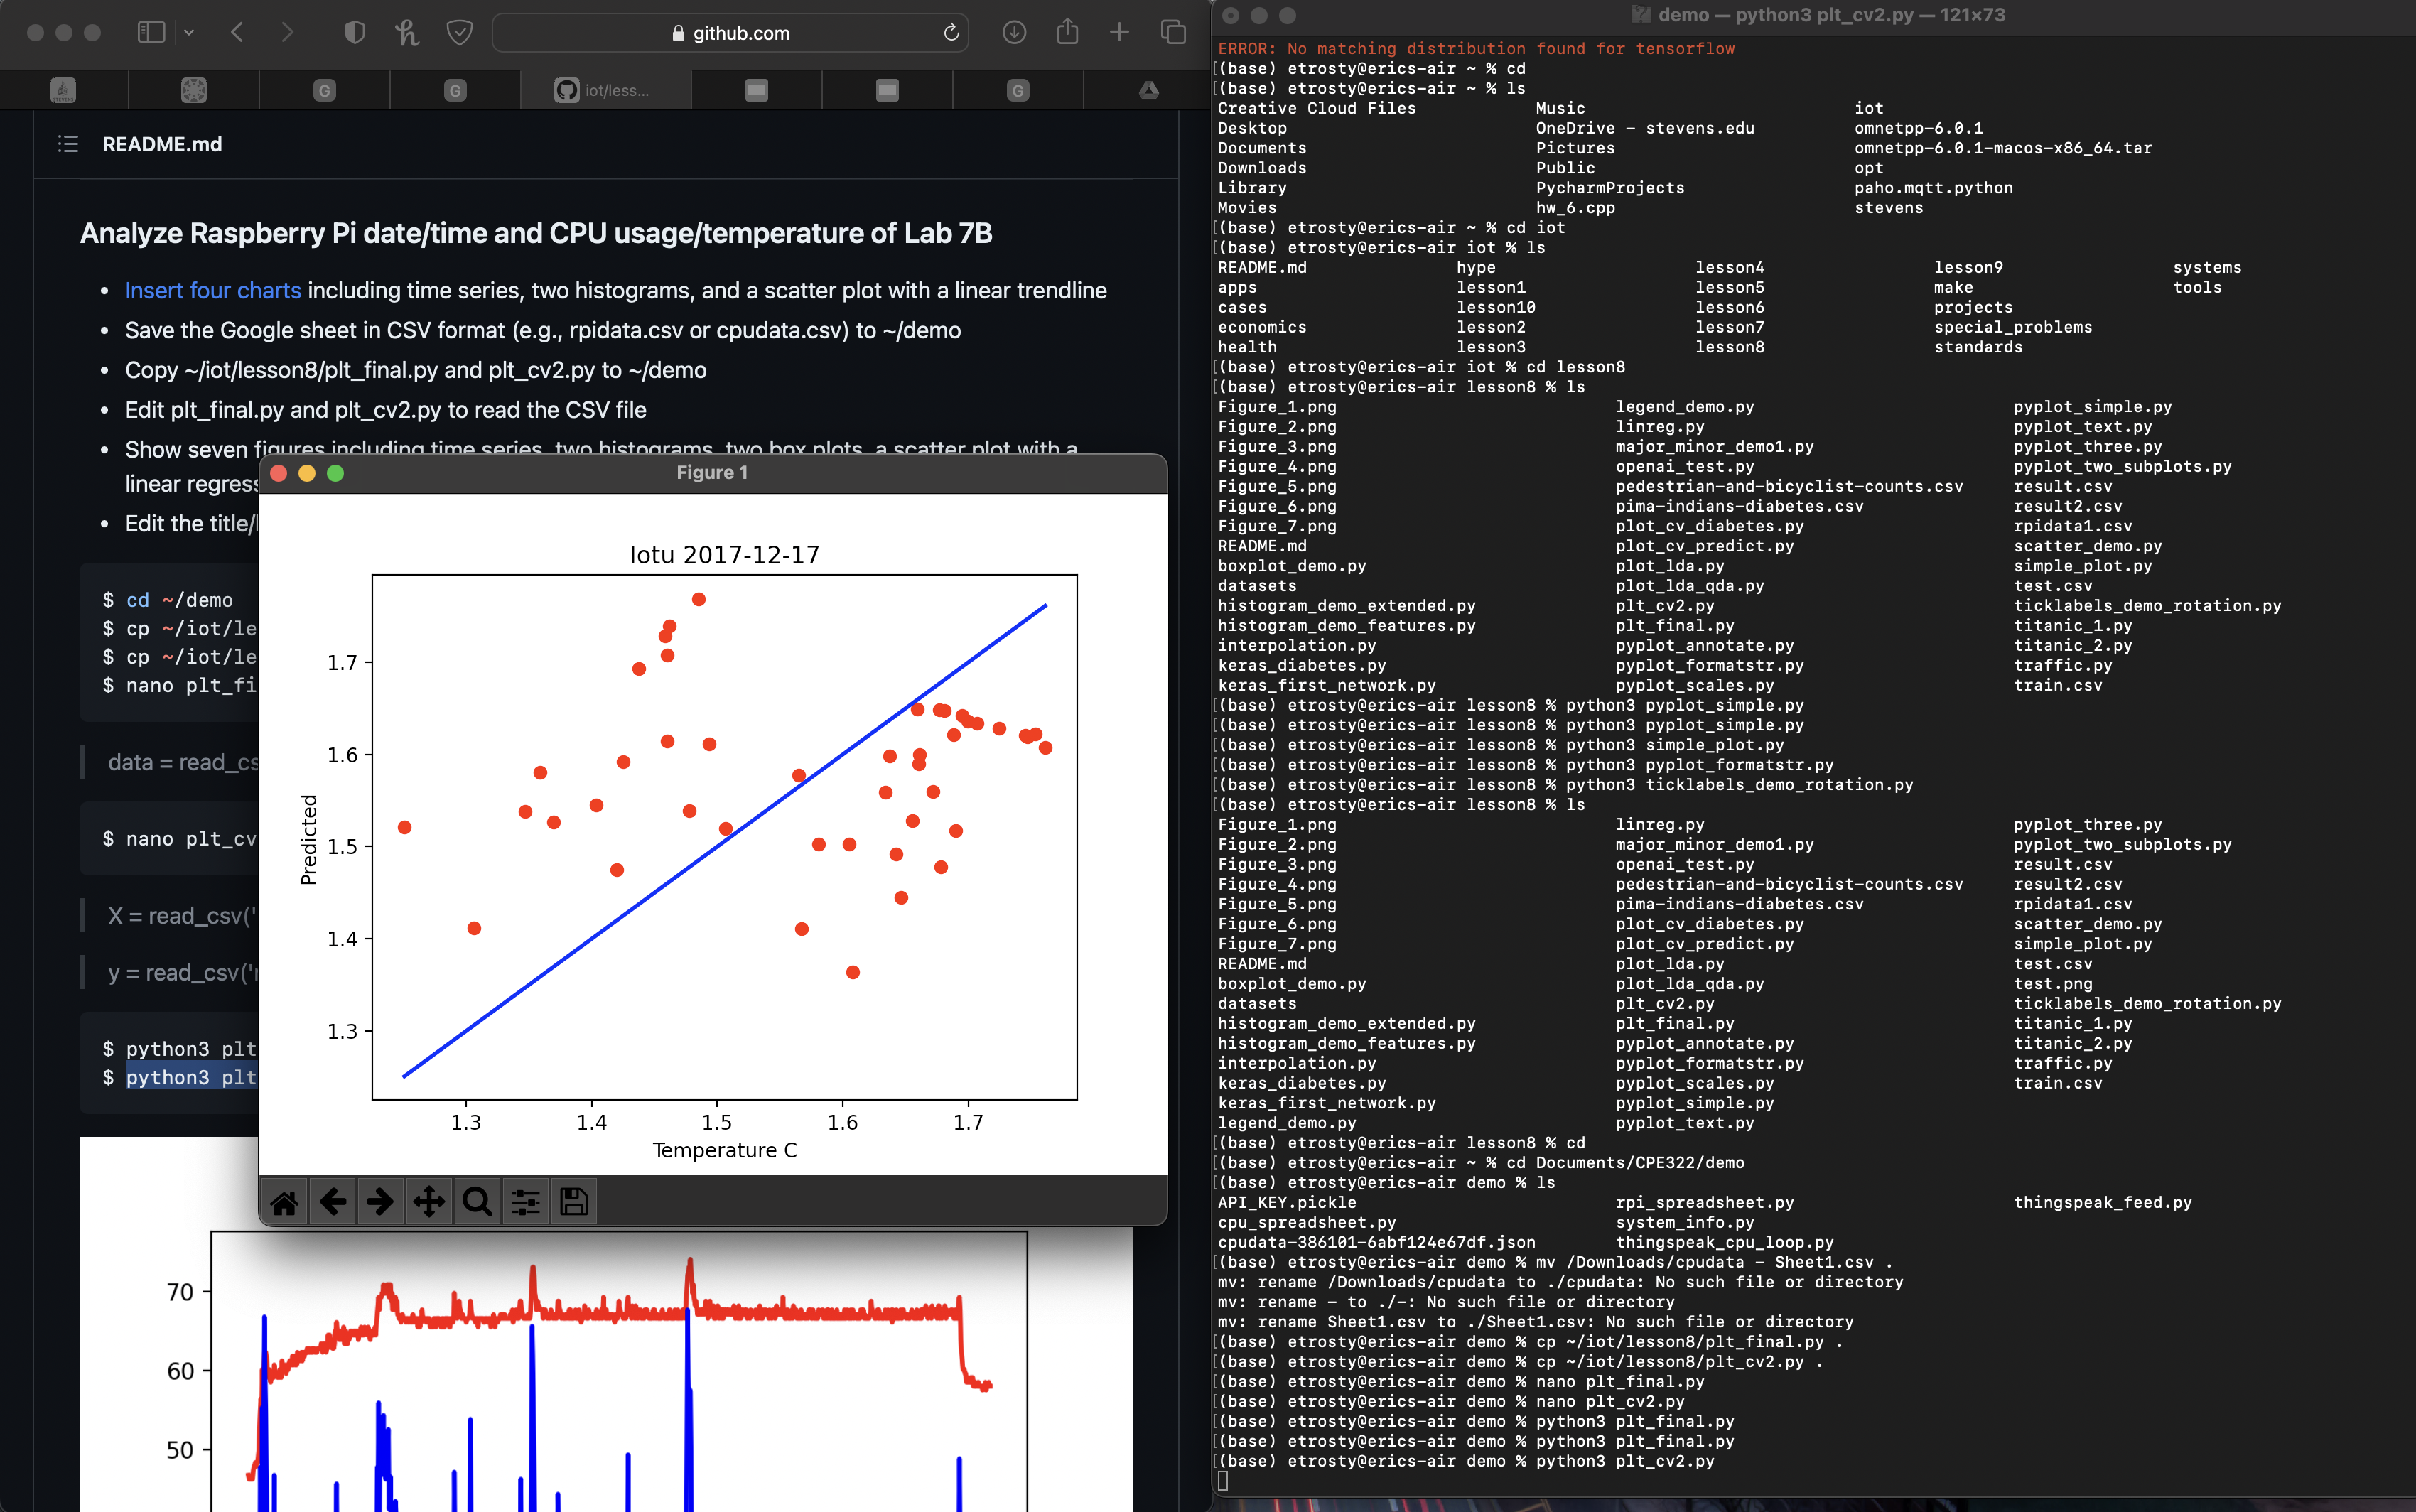 github.com
G
G
iot/less...
G
README.md
Analyze Raspberry Pi date/time and CPU usage/temperature of Lab 7B
• Insert four charts including time series, two histograms, and a scatter plot with a linear trendline
• Save the Google sheet in CSV format (e.g., rpidata.csv or cpudata.csv) to ~/demo
• Copy ~/iot/lesson8/plt_final.py and plt_cv2.py to ~/demo
• Edit plt_final.py and plt_cv2.py to read the CSV file
• Show seven figures including time series, two histograms, two box plots, a scatter plot with a
linear regress
• Edit the title/
$ cd ~/demo
$ cp ~/iot/le
$ cp ~/iot/le
$ nano plt_fi
data = read_cs
$ nano plt_cv
X = read_csv('
y = read_csv('
$ python3 plt
$ python3 plt
Figure 1
Iotu 2017-12-17
Predicted
1.7
1.6
1.5
1.4
1.3
1.3 1.4 1.5 1.6 1.7
Temperature C
70
60
50
demo — python3 plt_cv2.py — 121×73
ERROR: No matching distribution found for tensorflow
[(base) etrosty@erics-air ~ % cd
[(base) etrosty@erics-air ~ % ls
Creative Cloud Files Music iot
Desktop OneDrive - stevens.edu omnetpp-6.0.1
Documents Pictures omnetpp-6.0.1-macos-x86_64.tar
Downloads Public opt
Library PycharmProjects paho.mqtt.python
Movies hw_6.cpp stevens
[(base) etrosty@erics-air ~ % cd iot
[(base) etrosty@erics-air iot % ls
README.md hype lesson4 lesson9 systems
apps lesson1 lesson5 make tools
cases lesson10 lesson6 projects
economics lesson2 lesson7 special_problems
health lesson3 lesson8 standards
[(base) etrosty@erics-air iot % cd lesson8
[(base) etrosty@erics-air lesson8 % ls
Figure_1.png legend_demo.py pyplot_simple.py
Figure_2.png linreg.py pyplot_text.py
Figure_3.png major_minor_demo1.py pyplot_three.py
Figure_4.png openai_test.py pyplot_two_subplots.py
Figure_5.png pedestrian-and-bicyclist-counts.csv result.csv
Figure_6.png pima-indians-diabetes.csv result2.csv
Figure_7.png plot_cv_diabetes.py rpidata1.csv
README.md plot_cv_predict.py scatter_demo.py
boxplot_demo.py plot_lda.py simple_plot.py
datasets plot_lda_qda.py test.csv
histogram_demo_extended.py plt_cv2.py ticklabels_demo_rotation.py
histogram_demo_features.py plt_final.py titanic_1.py
interpolation.py pyplot_annotate.py titanic_2.py
keras_diabetes.py pyplot_formatstr.py traffic.py
keras_first_network.py pyplot_scales.py train.csv
[(base) etrosty@erics-air lesson8 % python3 pyplot_simple.py
[(base) etrosty@erics-air lesson8 % python3 pyplot_simple.py
[(base) etrosty@erics-air lesson8 % python3 simple_plot.py
[(base) etrosty@erics-air lesson8 % python3 pyplot_formatstr.py
[(base) etrosty@erics-air lesson8 % python3 ticklabels_demo_rotation.py
[(base) etrosty@erics-air lesson8 % ls
Figure_1.png linreg.py pyplot_three.py
Figure_2.png major_minor_demo1.py pyplot_two_subplots.py
Figure_3.png openai_test.py result.csv
Figure_4.png pedestrian-and-bicyclist-counts.csv result2.csv
Figure_5.png pima-indians-diabetes.csv rpidata1.csv
Figure_6.png plot_cv_diabetes.py scatter_demo.py
Figure_7.png plot_cv_predict.py simple_plot.py
README.md plot_lda.py test.csv
boxplot_demo.py plot_lda_qda.py test.png
datasets plt_cv2.py ticklabels_demo_rotation.py
histogram_demo_extended.py plt_final.py titanic_1.py
histogram_demo_features.py pyplot_annotate.py titanic_2.py
interpolation.py pyplot_formatstr.py traffic.py
keras_diabetes.py pyplot_scales.py train.csv
keras_first_network.py pyplot_simple.py
legend_demo.py pyplot_text.py
[(base) etrosty@erics-air lesson8 % cd
[(base) etrosty@erics-air ~ % cd Documents/CPE322/demo
[(base) etrosty@erics-air demo % ls
API_KEY.pickle rpi_spreadsheet.py thingspeak_feed.py
cpu_spreadsheet.py system_info.py
cpudata-386101-6abf124e67df.json thingspeak_cpu_loop.py
[(base) etrosty@erics-air demo % mv /Downloads/cpudata - Sheet1.csv .
mv: rename /Downloads/cpudata to ./cpudata: No such file or directory
mv: rename - to ./-: No such file or directory
mv: rename Sheet1.csv to ./Sheet1.csv: No such file or directory
[(base) etrosty@erics-air demo % cp ~/iot/lesson8/plt_final.py .
[(base) etrosty@erics-air demo % cp ~/iot/lesson8/plt_cv2.py .
[(base) etrosty@erics-air demo % nano plt_final.py
[(base) etrosty@erics-air demo % nano plt_cv2.py
[(base) etrosty@erics-air demo % python3 plt_final.py
[(base) etrosty@erics-air demo % python3 plt_final.py
[(base) etrosty@erics-air demo % python3 plt_cv2.py